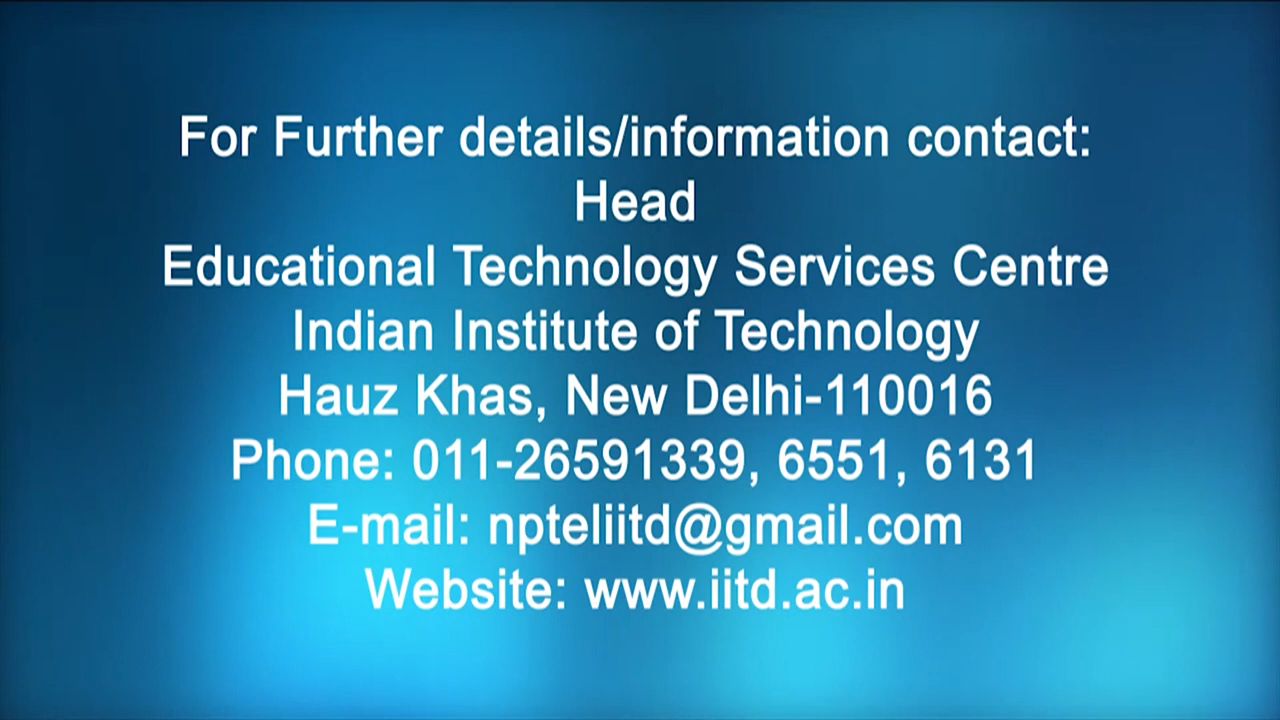 For Further details/information contact:
Head
Educational Technology Services Centre
Indian Institute of Technology
Hauz Khas, New Delhi-110016
Phone: 011-26591339, 6551, 6131
E-mail: npteliitd@gmail.com
Website: www.iitd.ac.in